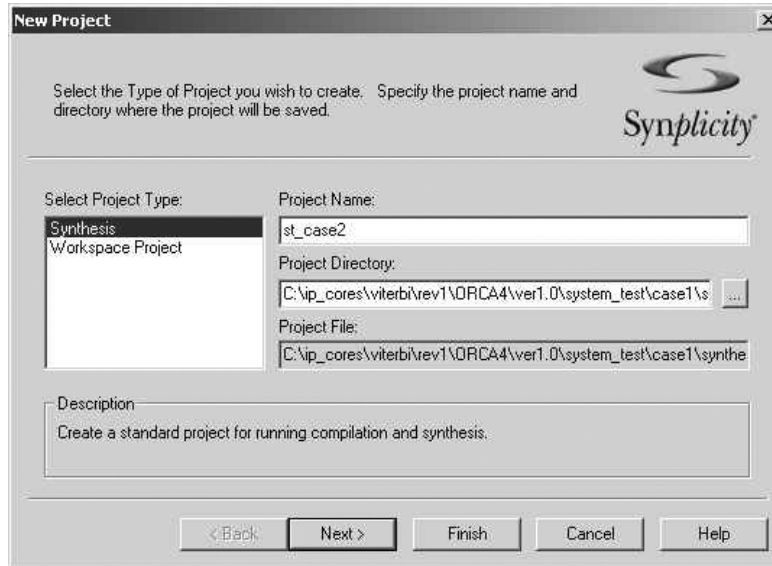 New Project
Select the Type of Project you wish to create. Specify the project name and
directory where the project will be saved.
Synplicity®
Select Project Type:
Synthesis
Workspace Project
Project Name:
st_case2
Project Directory:
C:\ip_cores\viterbi\rev1\ORCA4\ver1.0\system_test\case1\s
...
Project File:
C:\ip_cores\viterbi\rev1\ORCA4\ver1.0\system_test\case1\synthe
Description
Create a standard project for running compilation and synthesis.
< Back
Next >
Finish
Cancel
Help